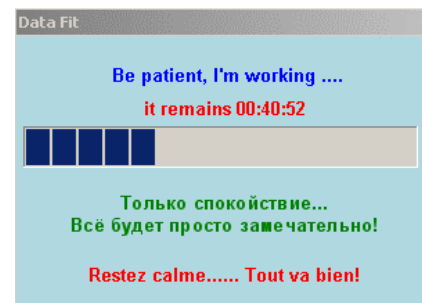 Data Fit
Be patient, I'm working ....
it remains 00:40:52
Только спокойствие...
Всё будет просто замечательно!
Restez calme...... Tout va bien!